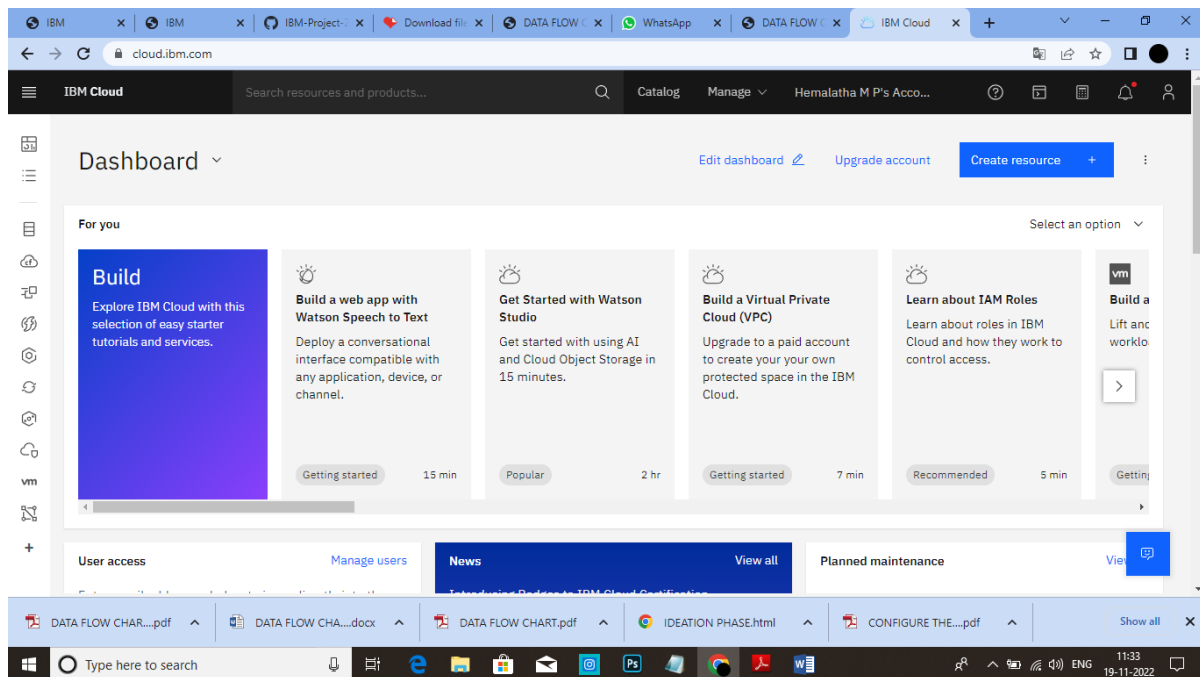 IBM
IBM
IBM-Project-2
Download file
DATA FLOW C
WhatsApp
DATA FLOW C
IBM Cloud
cloud.ibm.com
IBM Cloud
Search resources and products...
Catalog
Manage
Hemalatha M P's Acco...
Dashboard
Edit dashboard
Upgrade account
Create resource +
For you
Select an option
Build
Explore IBM Cloud with this
selection of easy starter
tutorials and services.
Build a web app with
Watson Speech to Text
Deploy a conversational
interface compatible with
any application, device, or
channel.
Getting started 15 min
Get Started with Watson
Studio
Get started with using AI
and Cloud Object Storage in
15 minutes.
Popular 2 hr
Build a Virtual Private
Cloud (VPC)
Upgrade to a paid account
to create your your own
protected space in the IBM
Cloud.
Getting started 7 min
Learn about IAM Roles
Learn about roles in IBM
Cloud and how they work to
control access.
Recommended 5 min
vm
Build a
Lift and
worklo
Getting
vm
User access Manage users
News View all
Planned maintenance
DATA FLOW CHAR....pdf
DATA FLOW CHA....docx
DATA FLOW CHART.pdf
IDEATION PHASE.html
CONFIGURE THE....pdf
Show all
Type here to search
Ps
ENG
11:33
19-11-2022